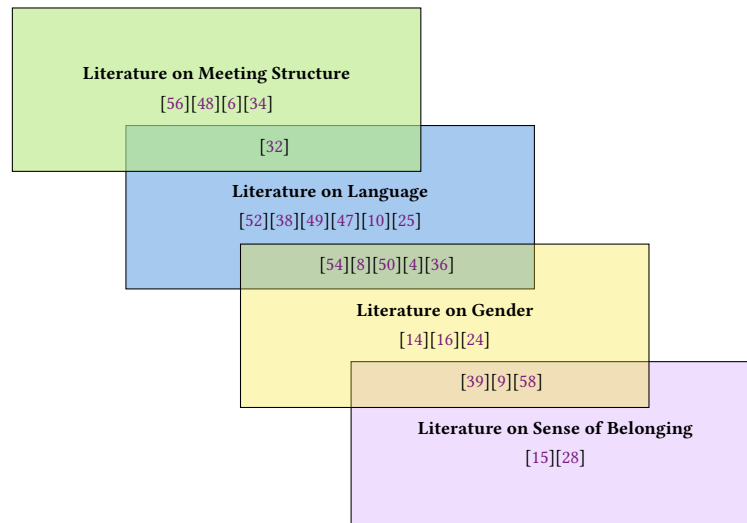 Literature on Meeting Structure
[56][48][6][34]
[32]
Literature on Language
[52][38][49][47][10][25]
[54][8][50][4][36]
Literature on Gender
[14][16][24]
[39][9][58]
Literature on Sense of Belonging
[15][28]